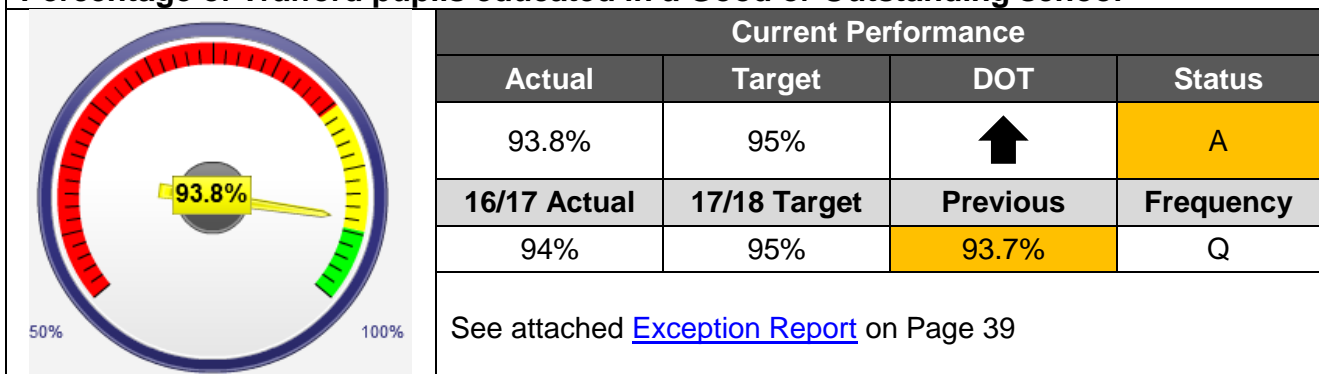 Percentage of Trafford pupils educated in a Good or Outstanding school
Current Performance
Actual Target DOT Status
93.8% 95% A
16/17 Actual 17/18 Target Previous Frequency
94% 95% 93.7% Q
See attached Exception Report on Page 39
93.8%
50% 100%